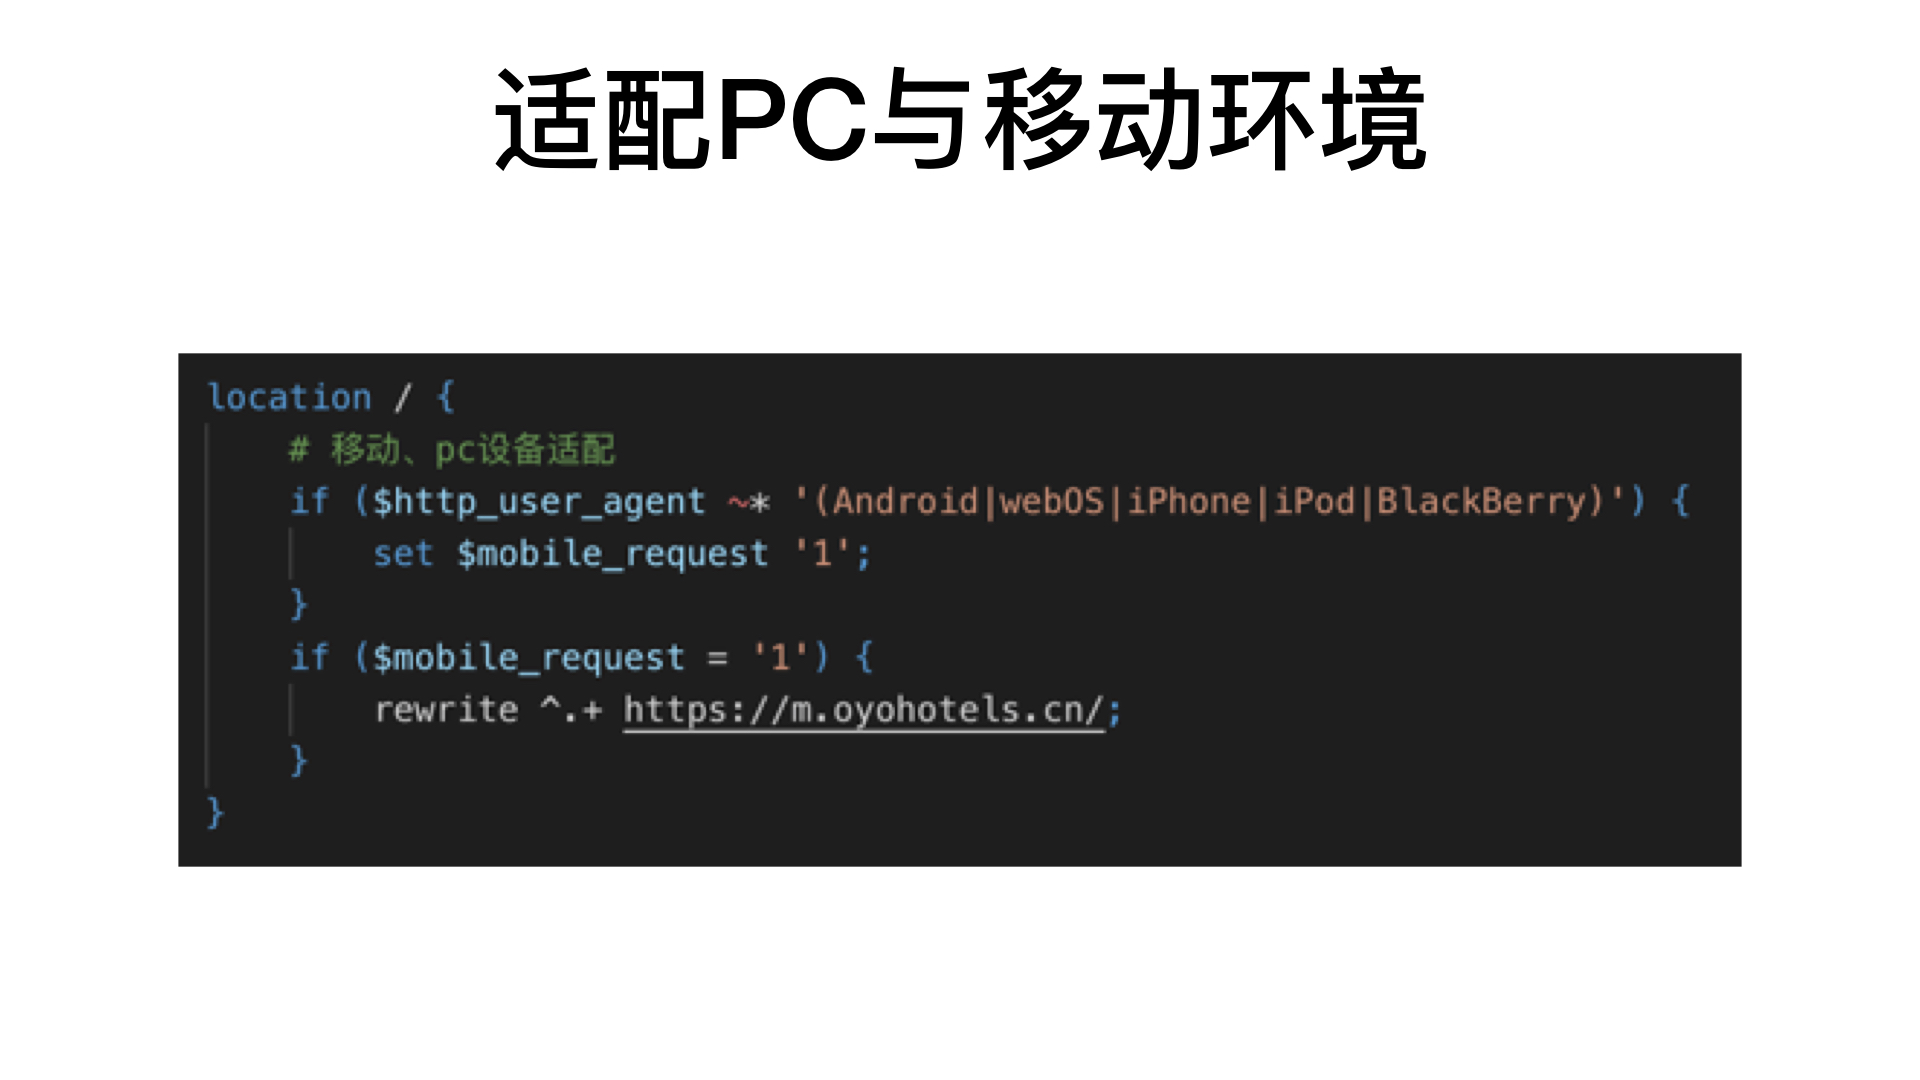 适配PC与移动环境
location / {
    # 移动、pc设备适配
    if ($http_user_agent ~* '(Android|webOS|iPhone|iPod|BlackBerry)') {
        set $mobile_request '1';
    }
    if ($mobile_request = '1') {
        rewrite ^.+ https://m.oyohotels.cn/;
    }
}